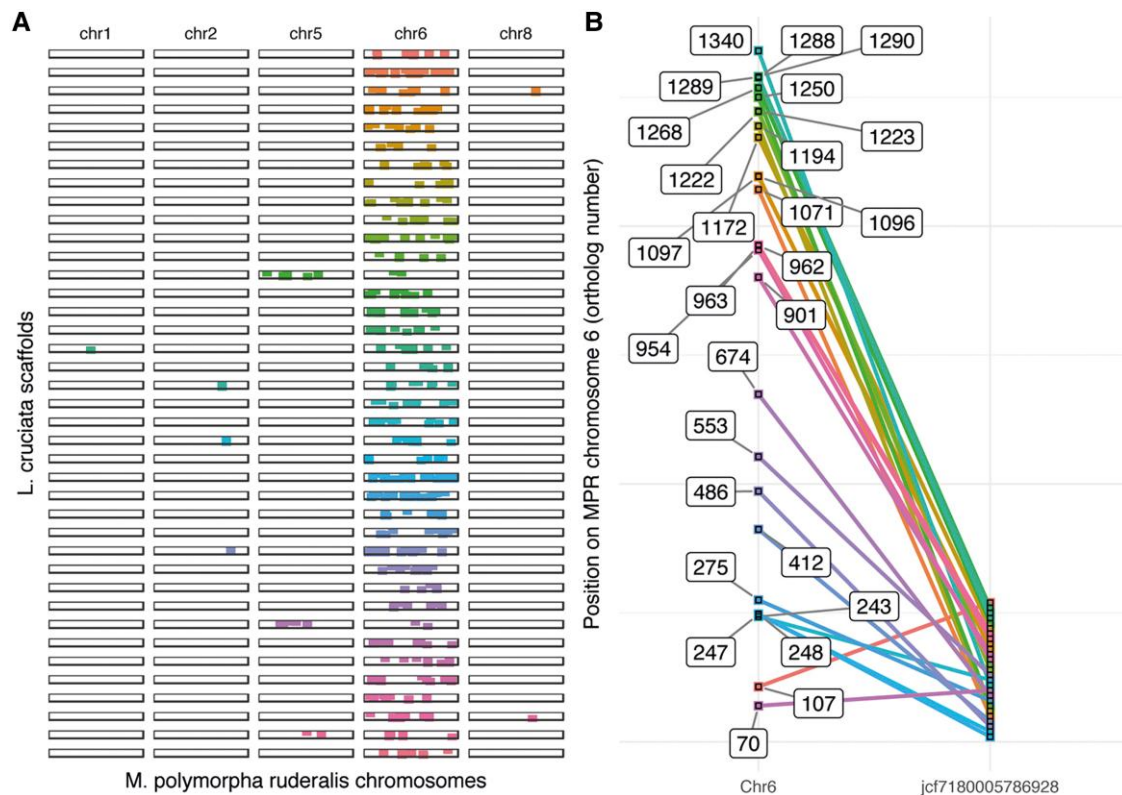 A
chr1 chr2 chr5 chr6 chr8
L. cruciata scaffolds
M. polymorpha ruderalis chromosomes
B
Position on MPR chromosome 6 (ortholog number)
1340 1288 1290
1289 1250
1268 1223
1194
1222
1071 1096
1172
1097 962
963 901
954
674
553
486
412
275
243
247 248
107
70
Chr6 jcf7180005786928